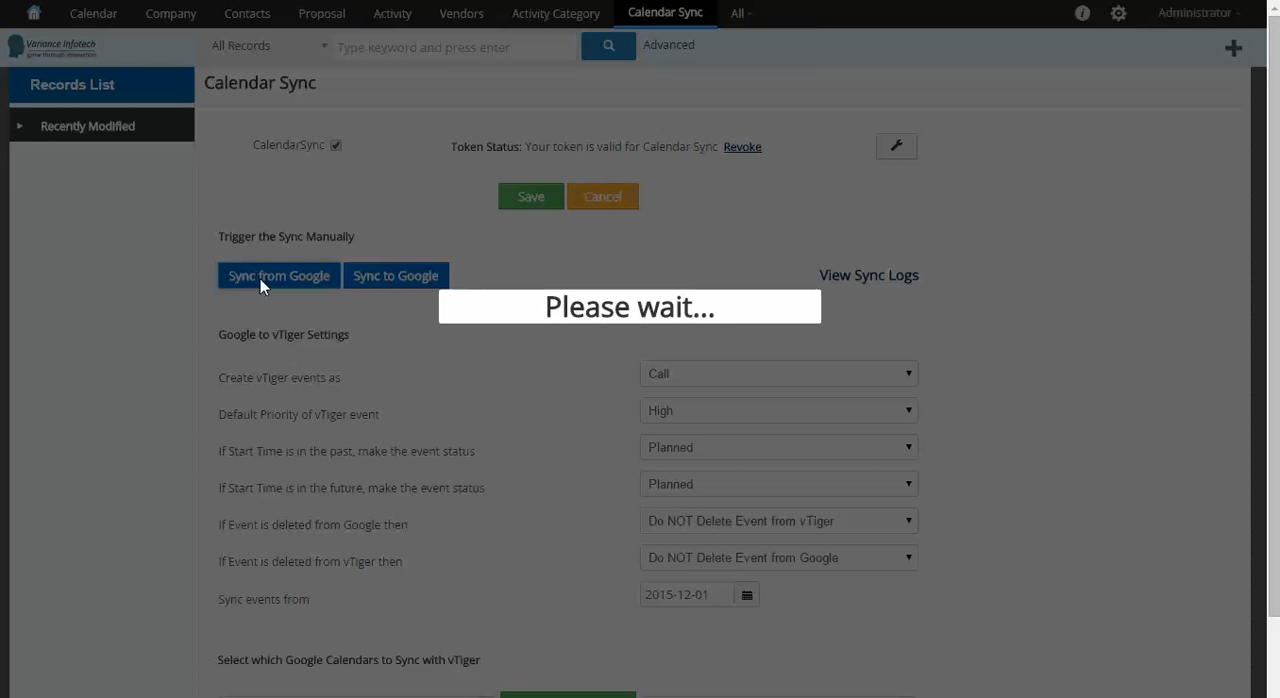 Calendar Company Contacts Proposal Activity Vendors Activity Category Calendar Sync All Administrator
Variance Infotech
grow through innovation
All Records Type keyword and press enter Advanced
Records List
Calendar Sync
Recently Modified
CalendarSync Token Status: Your token is valid for Calendar Sync Revoke
Save Cancel
Trigger the Sync Manually
Sync from Google Sync to Google View Sync Logs
Please wait...
Google to vTiger Settings
Create vTiger events as Call
Default Priority of vTiger event High
If Start Time is in the past, make the event status Planned
If Start Time is in the future, make the event status Planned
If Event is deleted from Google then Do NOT Delete Event from vTiger
If Event is deleted from vTiger then Do NOT Delete Event from Google
Sync events from 2015-12-01
Select which Google Calendars to Sync with vTiger